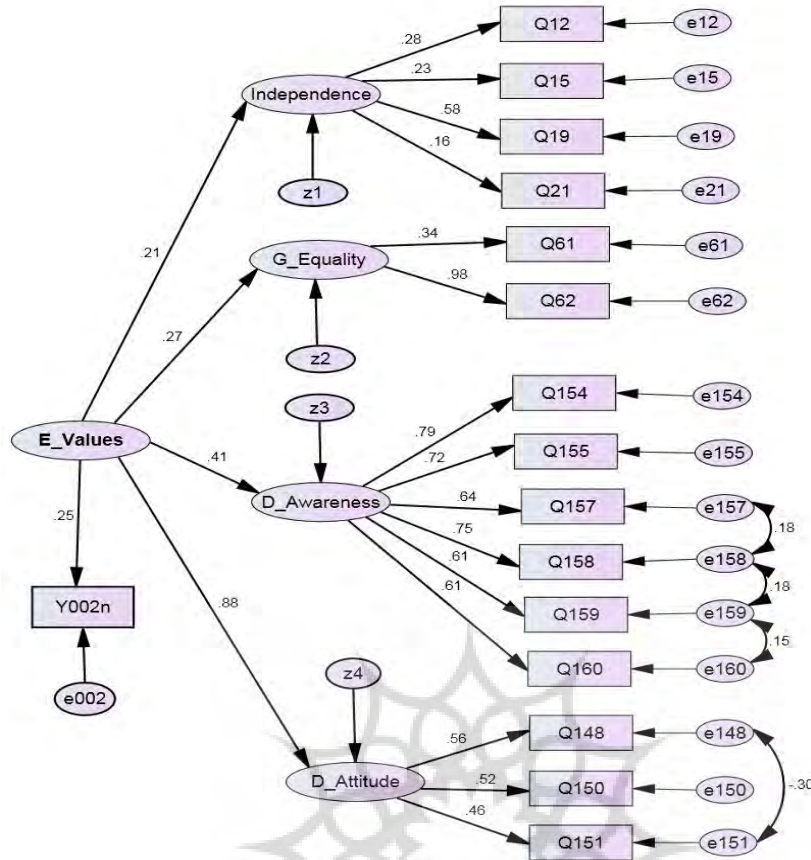 .28
Q12
e12
.23
Q15
e15
Independence
.58
Q19
e19
.16
Q21
e21
z1
.21
.34
Q61
e61
G_Equality
.98
Q62
e62
.27
z2
z3
.79
Q154
e154
E_Values
.41
.72
Q155
e155
D_Awareness
.64
Q157
e157
.18
.75
Q158
e158
.25
.61
.18
Q159
e159
Y002n
.88
.61
.15
Q160
e160
e002
z4
.56
Q148
e148
D_Attitude
.52
Q150
e150
-.30
.46
Q151
e151